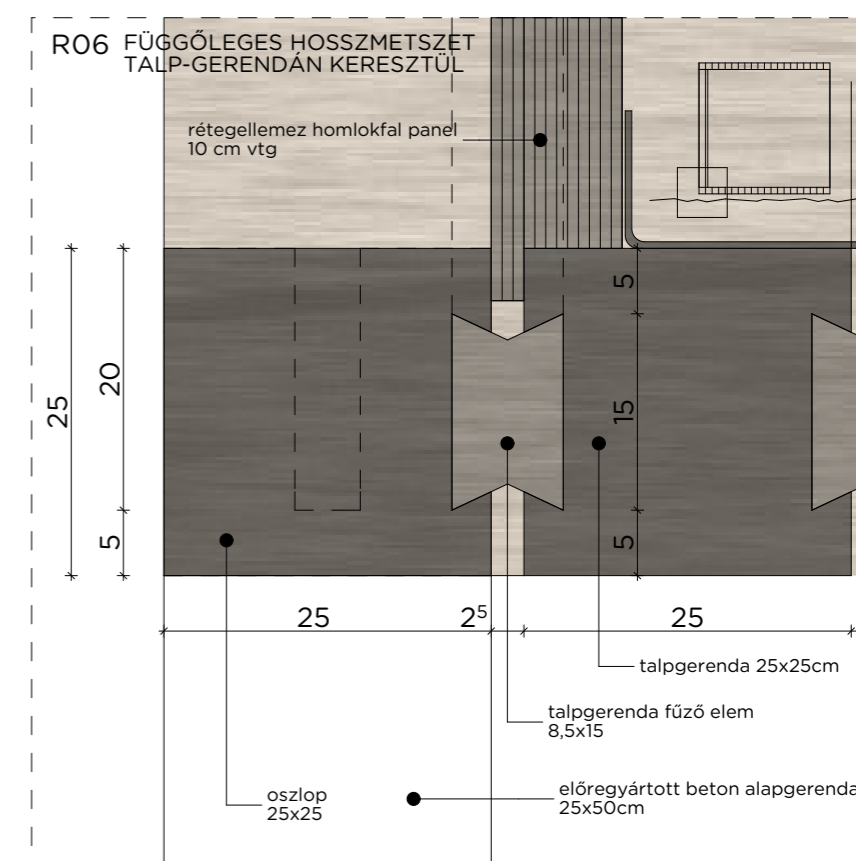 R06 FÜGGŐLEGES HOSSZMETSZET
TALP-GERENDÁN KERESZTÜL
rétegellemez homlokfal panel
10 cm vtg
5
20
25
15
5
5
25
2⁵
25
talpgerenda 25x25cm
talpgerenda fűző elem
8,5x15
oszlop
25x25
előregyártott beton alapgerenda
25x50cm